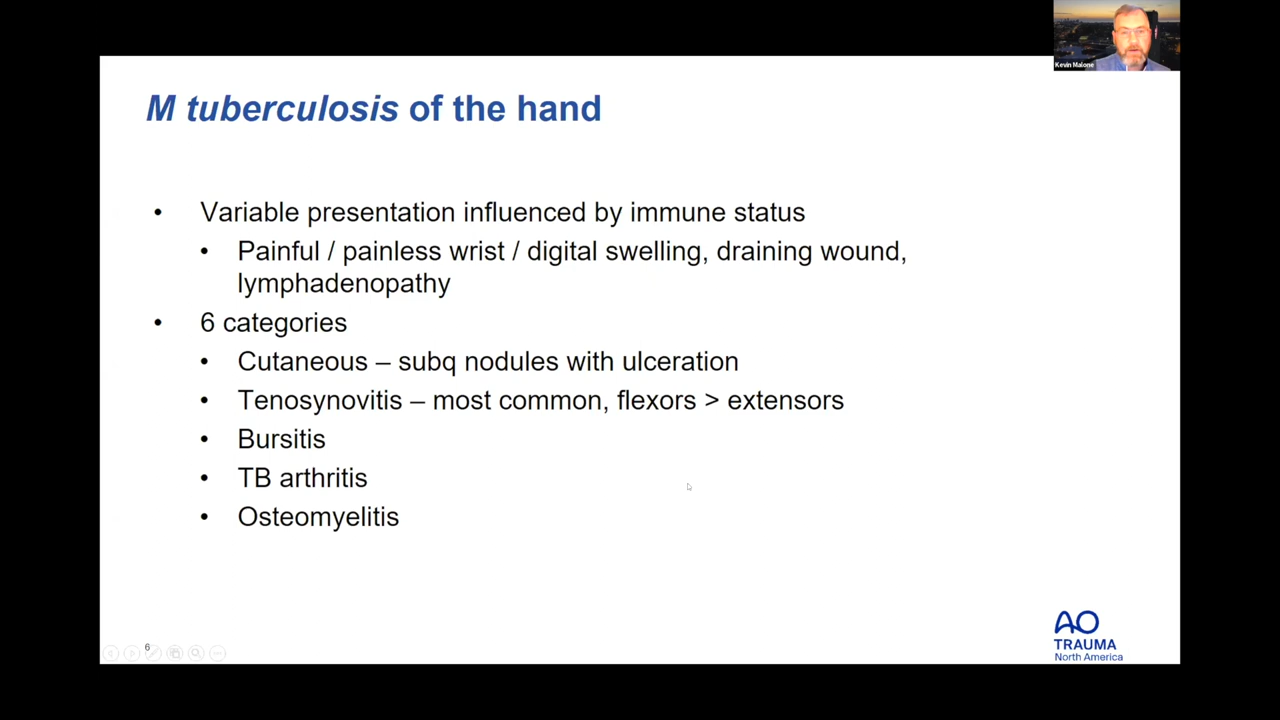 Kevin Malone
M tuberculosis of the hand
• Variable presentation influenced by immune status
• Painful / painless wrist / digital swelling, draining wound,
lymphadenopathy
• 6 categories
• Cutaneous – subq nodules with ulceration
• Tenosynovitis – most common, flexors > extensors
• Bursitis
• TB arthritis
• Osteomyelitis
6
AO
TRAUMA
North America